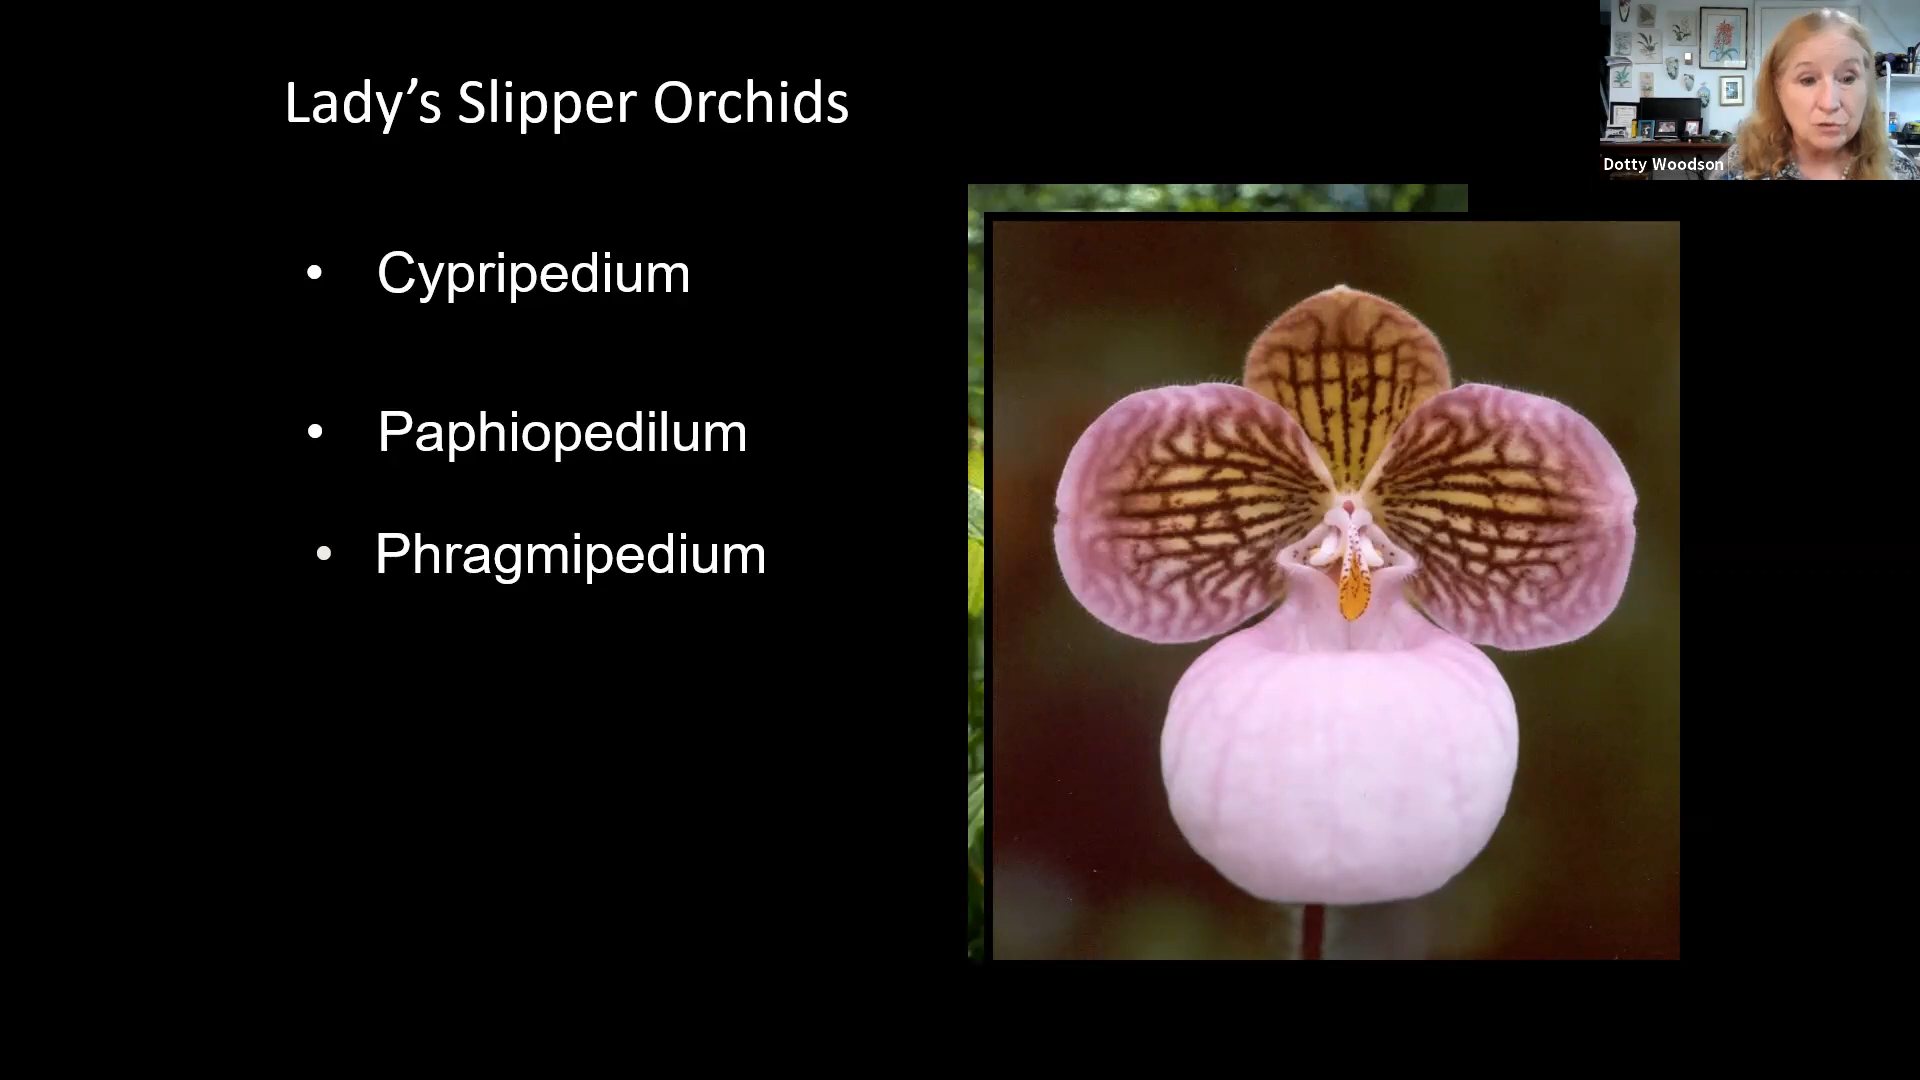 Lady’s Slipper Orchids
Dotty Woodson
• Cypripedium
• Paphiopedilum
• Phragmipedium